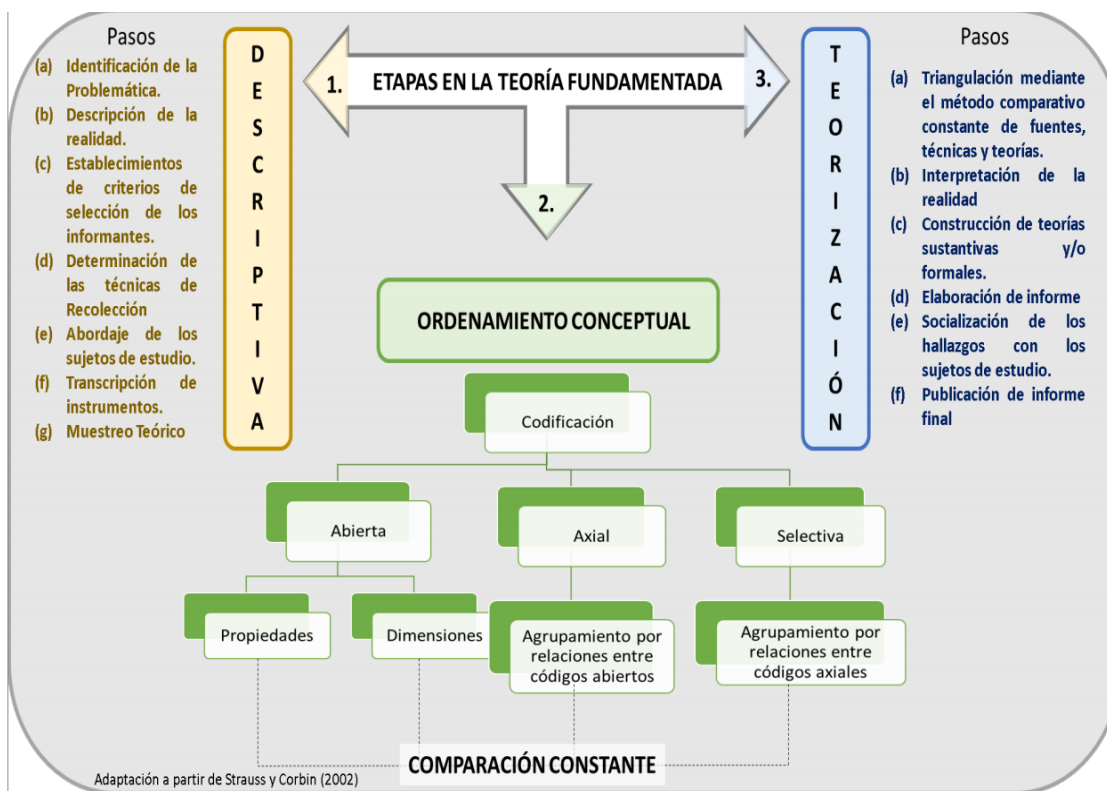 Pasos
(a) Identificación de la
Problemática.
(b) Descripción de la
realidad.
(c) Establecimientos
de criterios de
selección de los
informantes.
(d) Determinación de
las técnicas de
Recolección
(e) Abordaje de los
sujetos de estudio.
(f) Transcripción de
instrumentos.
(g) Muestreo Teórico
D
E
S
C
R
I
P
T
I
V
A
1.
ETAPAS EN LA TEORÍA FUNDAMENTADA
3.
2.
T
E
O
R
I
Z
A
C
I
Ó
N
Pasos
(a) Triangulación mediante
el método comparativo
constante de fuentes,
técnicas y teorías.
(b) Interpretación de la
realidad
(c) Construcción de teorías
sustantivas y/o
formales.
(d) Elaboración de informe
(e) Socialización de los
hallazgos con los
sujetos de estudio.
(f) Publicación de informe
final
ORDENAMIENTO CONCEPTUAL
Codificación
Abierta
Axial
Selectiva
Propiedades
Dimensiones
Agrupamiento por
relaciones entre
códigos abiertos
Agrupamiento por
relaciones entre
códigos axiales
COMPARACIÓN CONSTANTE
Adaptación a partir de Strauss y Corbin (2002)